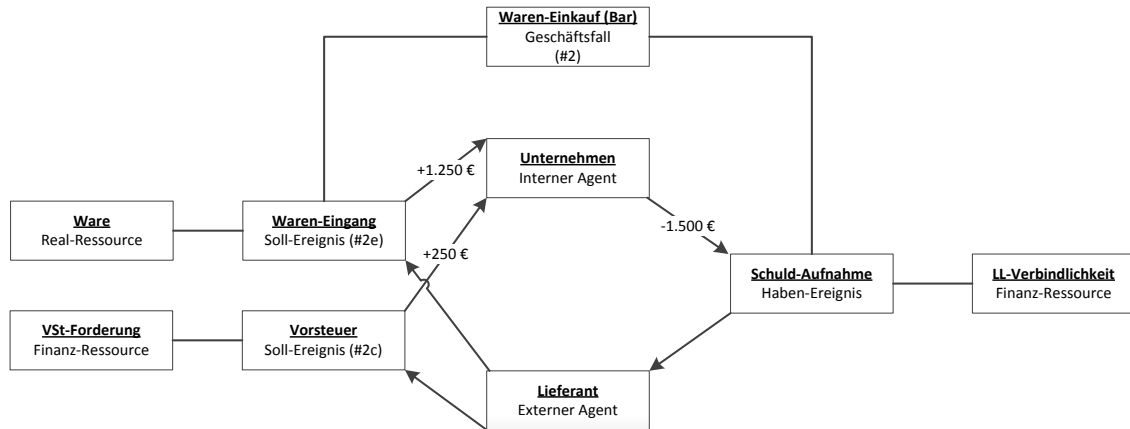 Waren-Einkauf (Bar)
Geschäftsfall
(#2)
Unternehmen
Interner Agent
+1.250 €
Ware
Real-Ressource
Waren-Eingang
Soll-Ereignis (#2e)
-1.500 €
+250 €
Schuld-Aufnahme
Haben-Ereignis
LL-Verbindlichkeit
Finanz-Ressource
VSt-Forderung
Finanz-Ressource
Vorsteuer
Soll-Ereignis (#2c)
Lieferant
Externer Agent